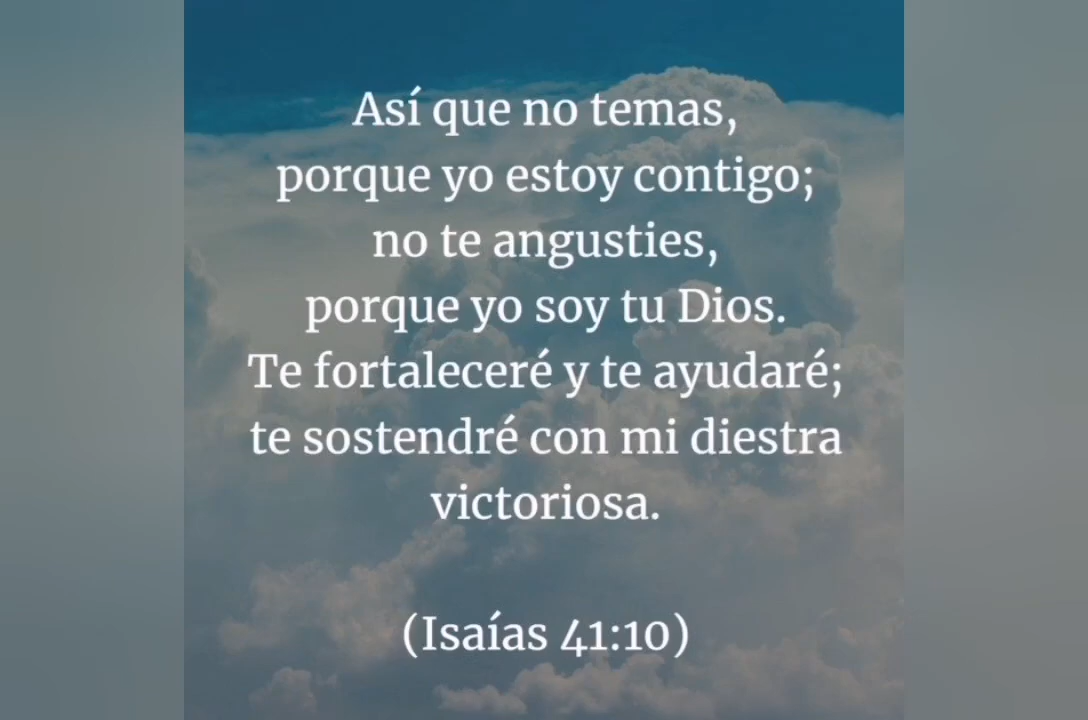 Así que no temas,
porque yo estoy contigo;
no te angusties,
porque yo soy tu Dios.
Te fortaleceré y te ayudaré;
te sostendré con mi diestra
victoriosa.
(Isaías 41:10)